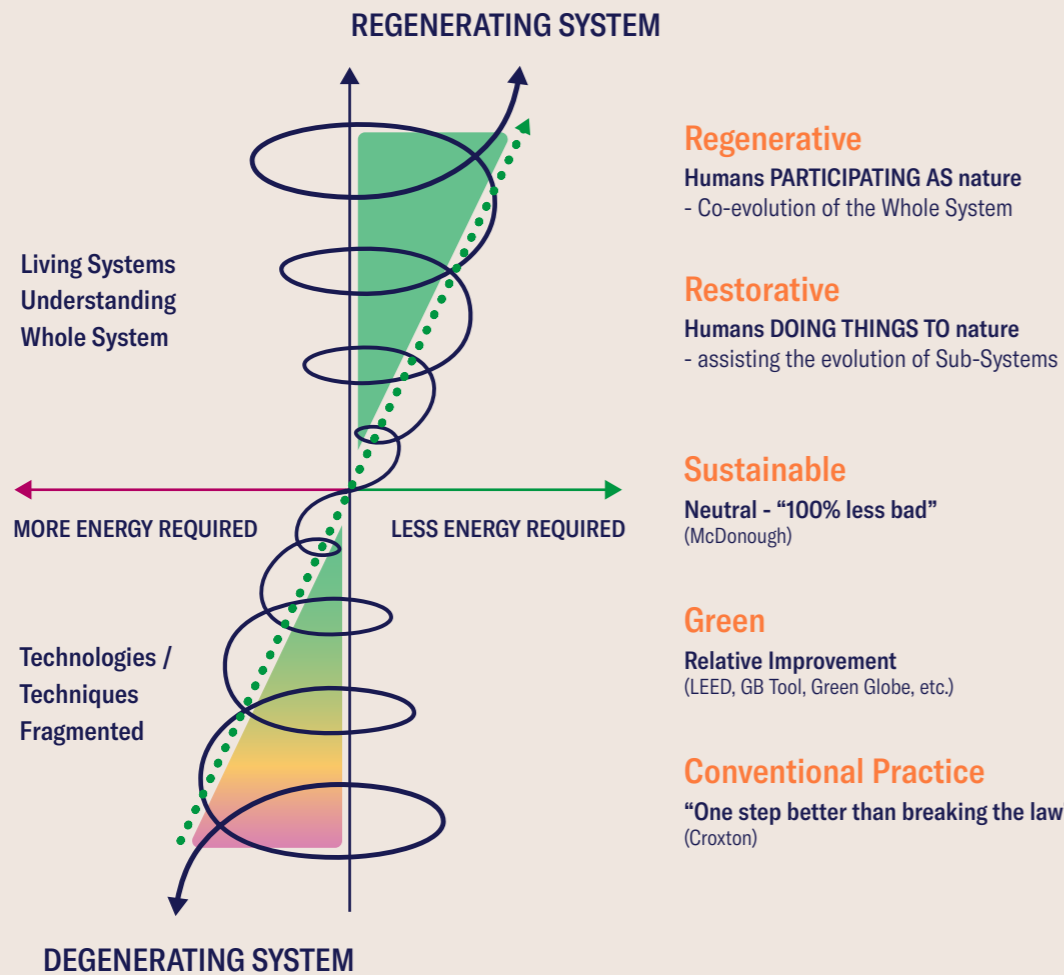 REGENERATING SYSTEM
Living Systems
Understanding
Whole System
MORE ENERGY REQUIRED
LESS ENERGY REQUIRED
Technologies /
Techniques
Fragmented
DEGENERATING SYSTEM
Regenerative
Humans PARTICIPATING AS nature
- Co-evolution of the Whole System
Restorative
Humans DOING THINGS TO nature
- assisting the evolution of Sub-Systems
Sustainable
Neutral - “100% less bad”
(McDonough)
Green
Relative Improvement
(LEED, GB Tool, Green Globe, etc.)
Conventional Practice
“One step better than breaking the law
(Croxton)